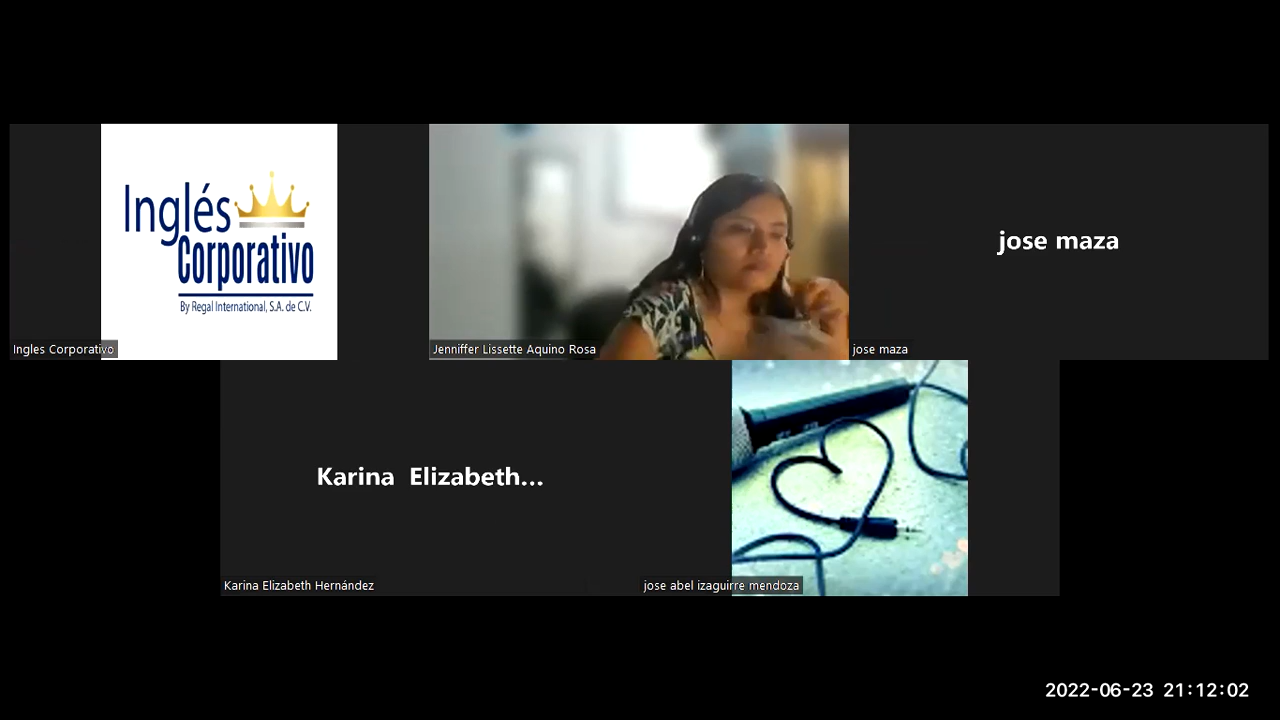 Inglés
Corporativo
By Regal International, S.A. de C.V.
Ingles Corporativo
Jenniffer Lissette Aquino Rosa
jose maza
jose maza
Karina Elizabeth...
Karina Elizabeth Hernández
jose abel izaguirre mendoza
2022-06-23 21:12:02